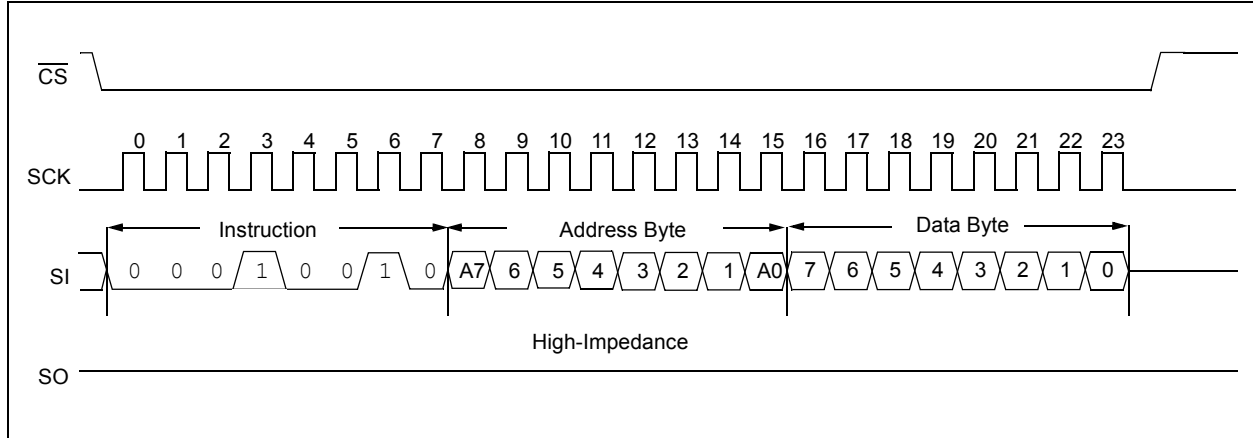 CS
0 1 2 3 4 5 6 7 8 9 10 11 12 13 14 15 16 17 18 19 20 21 22 23
SCK
Instruction Address Byte Data Byte
SI 0 0 0 1 0 0 1 0 A7 6 5 4 3 2 1 A0 7 6 5 4 3 2 1 0
High-Impedance
SO